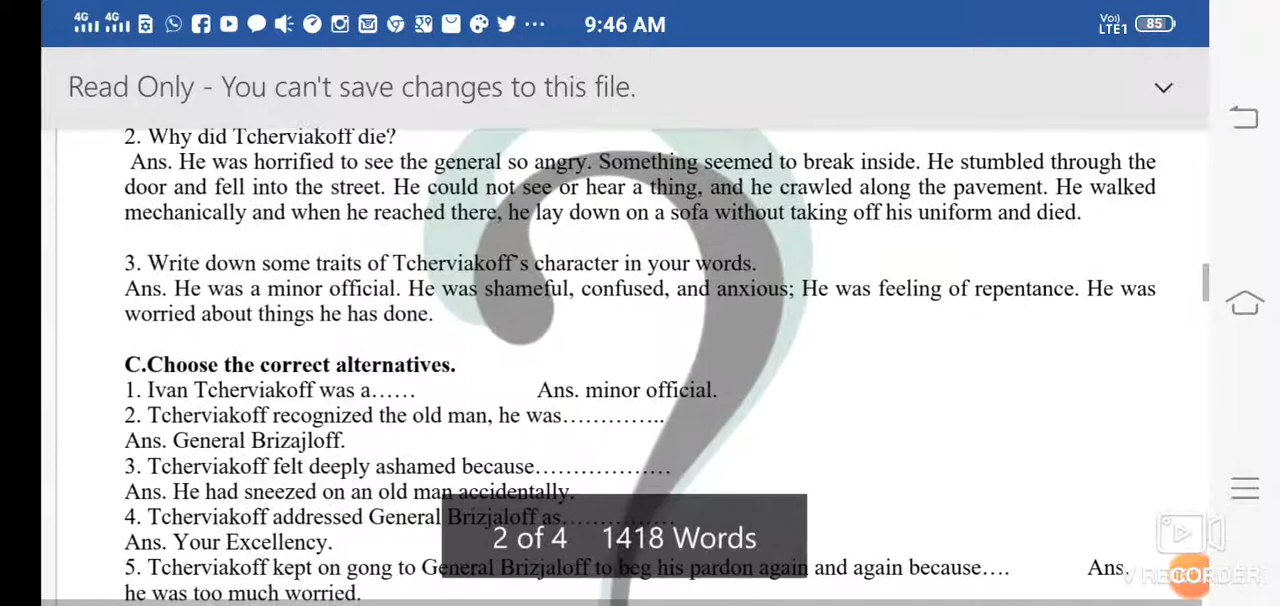 4G 4G 9:46 AM Vo)) LTE1 85
Read Only - You can't save changes to this file.
2. Why did Tcherviakoff die?
Ans. He was horrified to see the general so angry. Something seemed to break inside. He stumbled through the
door and fell into the street. He could not see or hear a thing, and he crawled along the pavement. He walked
mechanically and when he reached there, he lay down on a sofa without taking off his uniform and died.
3. Write down some traits of Tcherviakoff's character in your words.
Ans. He was a minor official. He was shameful, confused, and anxious; He was feeling of repentance. He was
worried about things he has done.
C.Choose the correct alternatives.
1. Ivan Tcherviakoff was a...... Ans. minor official.
2. Tcherviakoff recognized the old man, he was..............
Ans. General Brizajloff.
3. Tcherviakoff felt deeply ashamed because..................
Ans. He had sneezed on an old man accidentally.
4. Tcherviakoff addressed General Brizjaloff as...............
2 of 4 1418 Words
Ans. Your Excellency.
5. Tcherviakoff kept on gong to General Brizjaloff to beg his pardon again and again because.... Ans.
he was too much worried.
V RECORDER